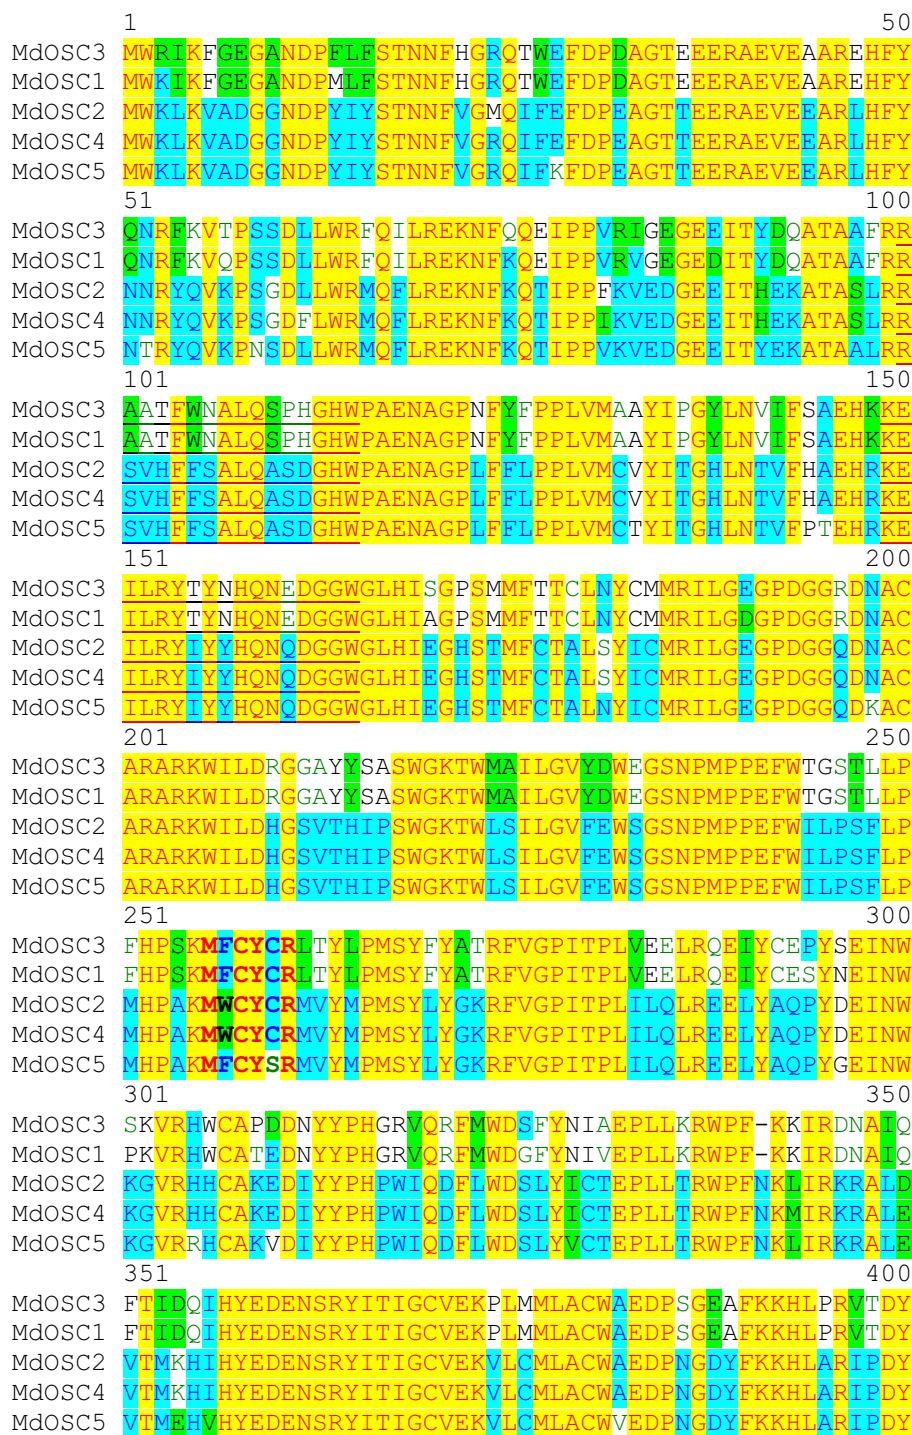 1 50
MdOSC3 MWRIKFGEGANDPFLFSTNNFHGRQTWEFDPDAGTEEERAEVEAAREHFY
MdOSC1 MWKIKFGEGANDPMLFSTNNFHGRQTWEFDPDAGTEEERAEVEAAREHFY
MdOSC2 MWKLKVADGGNDPYIYSTNNFVGMQIFEFDPEAGTTEERAEVEEARLHFY
MdOSC4 MWKLKVADGGNDPYIYSTNNFVGRQIFEFDPEAGTTEERAEVEEARLHFY
MdOSC5 MWKLKVADGGNDPYIYSTNNFVGRQIFKFDPEAGTTEERAEVEEARLHFY
51 100
MdOSC3 QNRFKVTPSSDLLWRFQILREKNFQQEIPPVRIGEGEEITYDQATAAFRR
MdOSC1 QNRFKVQPSSDLLWRFQILREKNFKQEIPPVRVGEGEDITYDQATAAFRR
MdOSC2 NNRYQVKPSGDLLWRMQFLREKNFKQTIPPFKVEDGEEITHEKATASLRR
MdOSC4 NNRYQVKPSGDFLWRMQFLREKNFKQTIPPIKVEDGEEITHEKATASLRR
MdOSC5 NTRYQVKPNSDLLWRMQFLREKNFKQTIPPVKVEDGEEITYEKATAALRR
101 150
MdOSC3 AATFWNALQSPHGHWPAENAGPNFYFPPLVMAAYIPGYLNVIFSAEHKKE
MdOSC1 AATFWNALQSPHGHWPAENAGPNFYFPPLVMAAYIPGYLNVIFSAEHKKE
MdOSC2 SVHFFSALQASDGHWPAENAGPLFFLPPLVMCVYITGHLNTVFHAEHRKE
MdOSC4 SVHFFSALQASDGHWPAENAGPLFFLPPLVMCVYITGHLNTVFHAEHRKE
MdOSC5 SVHFFSALQASDGHWPAENAGPLFFLPPLVMCTYITGHLNTVFPTEHRKE
151 200
MdOSC3 ILRYTYNHQNEDGGWGLHISGPSMMFTTCLNYCMMRILGEGPDGGRDNAC
MdOSC1 ILRYTYNHQNEDGGWGLHIAGPSMMFTTCLNYCMMRILGDGPDGGRDNAC
MdOSC2 ILRYIYYHQNQDGGWGLHIEGHSTMFCTALSYICMRILGEGPDGGQDNAC
MdOSC4 ILRYIYYHQNQDGGWGLHIEGHSTMFCTALSYICMRILGEGPDGGQDNAC
MdOSC5 ILRYIYYHQNQDGGWGLHIEGHSTMFCTALNYICMRILGEGPDGGQDKAC
201 250
MdOSC3 ARARKWILDRGGAYYSASWGKTWMAILGVYDWEGSNPMPPEFWTGSTLLP
MdOSC1 ARARKWILDRGGAYYSASWGKTWMAILGVYDWEGSNPMPPEFWTGSTLLP
MdOSC2 ARARKWILDHGSVTHIPSWGKTWLSILGVFEWSGSNPMPPEFWILPSFLP
MdOSC4 ARARKWILDHGSVTHIPSWGKTWLSILGVFEWSGSNPMPPEFWILPSFLP
MdOSC5 ARARKWILDHGSVTHIPSWGKTWLSILGVFEWSGSNPMPPEFWILPSFLP
251 300
MdOSC3 FHPSKMFCYCRLTYLPMSYFYATRFVGPITPLVEELRQEIYCEPYSEINW
MdOSC1 FHPSKMFCYCRLTYLPMSYFYATRFVGPITPLVEELRQEIYCESYNEINW
MdOSC2 MHPAKMWCYCRMVYMPMSYLYGKRFVGPITPLILQLREELYAQPYDEINW
MdOSC4 MHPAKMWCYCRMVYMPMSYLYGKRFVGPITPLILQLREELYAQPYDEINW
MdOSC5 MHPAKMFCYSRMVYMPMSYLYGKRFVGPITPLILQLREELYAQPYGEINW
301 350
MdOSC3 SKVRHWCAPDDNYYPHGRVQRFMWDSFYNIAEPLLKRWPF-KKIRDNAIQ
MdOSC1 PKVRHWCATEDNYYPHGRVQRFMWDGFYNIVEPLLKRWPF-KKIRDNAIQ
MdOSC2 KGVRHHCAKEDIYYPHPWIQDFLWDSLYICTEPLLTRWPFNKLIRKRALD
MdOSC4 KGVRHHCAKEDIYYPHPWIQDFLWDSLYICTEPLLTRWPFNKMIRKRALE
MdOSC5 KGVRRHCAKVDIYYPHPWIQDFLWDSLYVCTEPLLTRWPFNKLIRKRALE
351 400
MdOSC3 FTIDQIHYEDENSRYITIGCVEKPLMMLACWAEDPSGEAFKKHLPRVTDY
MdOSC1 FTIDQIHYEDENSRYITIGCVEKPLMMLACWAEDPSGEAFKKHLPRVTDY
MdOSC2 VTMKHIHYEDENSRYITIGCVEKVLCMLACWAEDPNGDYFKKHLARIPDY
MdOSC4 VTMKHIHYEDENSRYITIGCVEKVLCMLACWAEDPNGDYFKKHLARIPDY
MdOSC5 VTMEHVHYEDENSRYITIGCVEKVLCMLACWVEDPNGDYFKKHLARIPDY